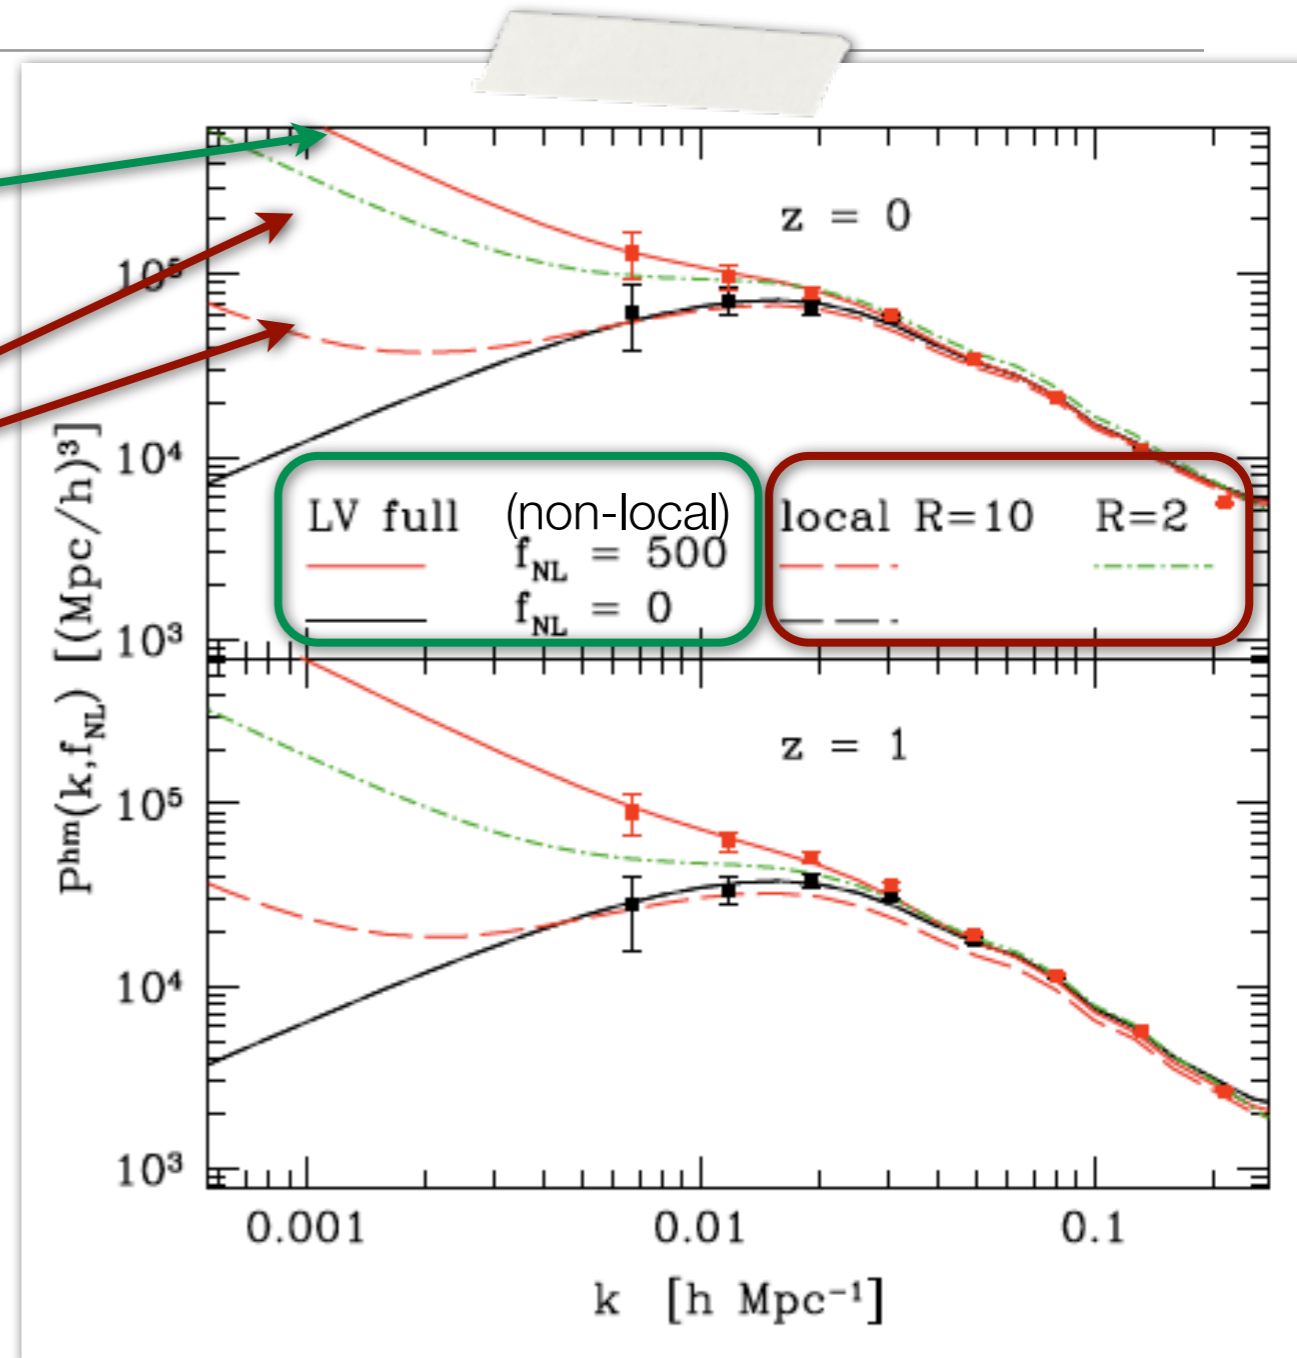 z = 0
10⁵
10⁴
10³
LV full (non-local) local R=10 R=2
f_NL = 500
f_NL = 0
Pʰᵐ(k,f_NL) [(Mpc/h)³]
z = 1
10⁵
10⁴
10³
0.001 0.01 0.1
k [h Mpc⁻¹]